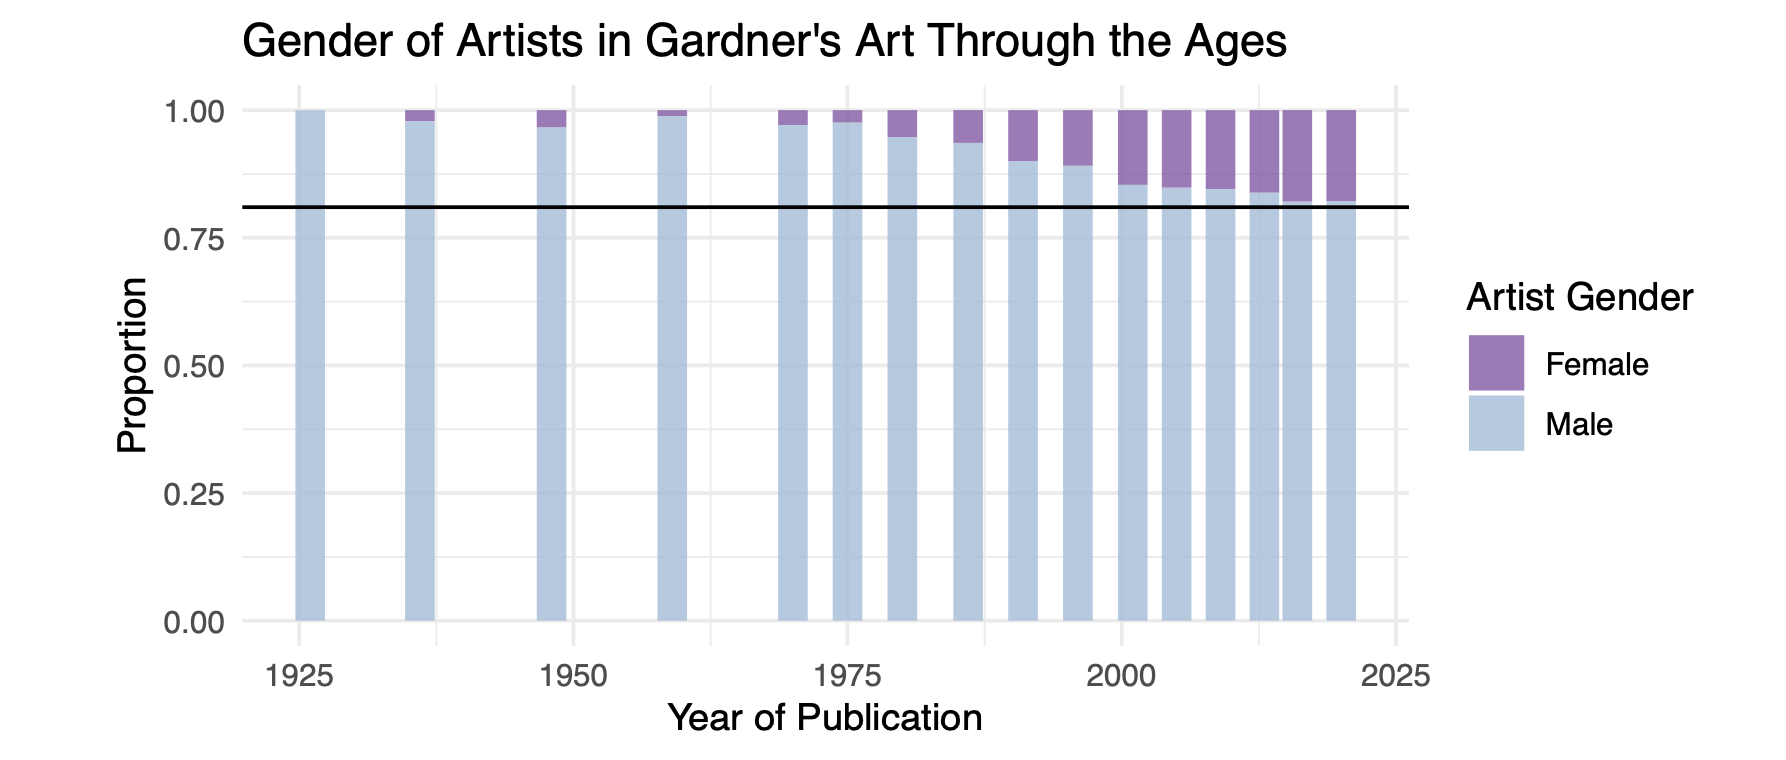 Gender of Artists in Gardner's Art Through the Ages
1.00
0.75
0.50
0.25
0.00
Proportion
1925 1950 1975 2000 2025
Year of Publication
Artist Gender
Female
Male